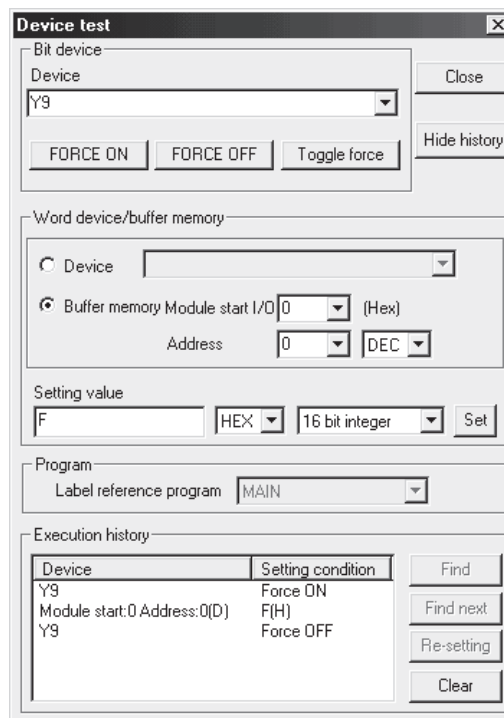 Device test
Bit device
Device
Close
Y9
FORCE ON FORCE OFF Toggle force
Hide history
Word device/buffer memory
Device
Buffer memory Module start I/O 0 (Hex)
Address 0 DEC
Setting value
F HEX 16 bit integer Set
Program
Label reference program MAIN
Execution history
Device Setting condition Find
Y9 Force ON
Module start:0 Address:0(D) F(H) Find next
Y9 Force OFF
Re-setting
Clear